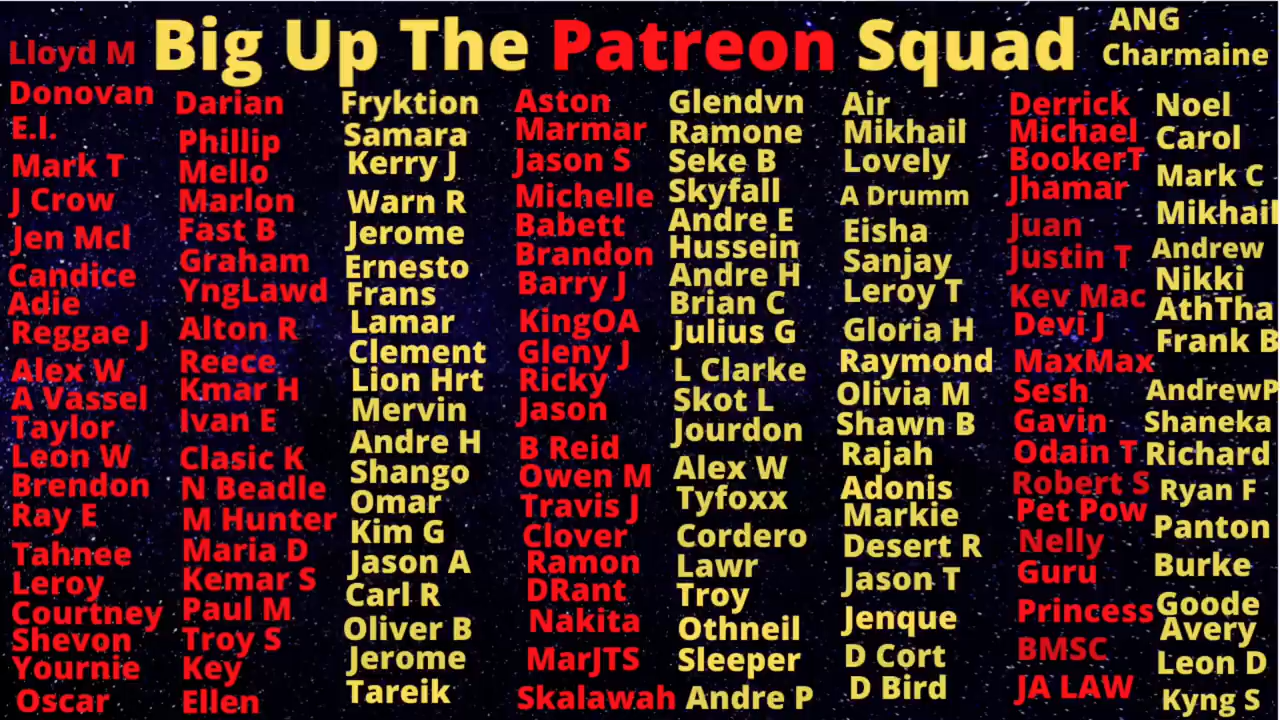 Big Up The Patreon Squad
Lloyd M
Donovan
E.I.
Mark T
J Crow
Jen Mcl
Candice
Adie
Reggae J
Alex W
A Vassel
Taylor
Leon W
Brendon
Ray E
Tahnee
Leroy
Courtney
Shevon
Yournie
Oscar
Darian
Phillip
Mello
Marlon
Fast B
Graham
YngLawd
Alton R
Reece
Kmar H
Ivan E
Clasic K
N Beadle
M Hunter
Maria D
Kemar S
Paul M
Troy S
Key
Ellen
Fryktion
Samara
Kerry J
Warn R
Jerome
Ernesto
Frans
Lamar
Clement
Lion Hrt
Mervin
Andre H
Shango
Omar
Kim G
Jason A
Carl R
Oliver B
Jerome
Tareik
Aston
Marmar
Jason S
Michelle
Babett
Brandon
Barry J
KingOA
Gleny J
Ricky
Jason
B Reid
Owen M
Travis J
Clover
Ramon
DRant
Nakita
MarJTS
Skalawah
Glendvn
Ramone
Seke B
Skyfall
Andre E
Hussein
Andre H
Brian C
Julius G
L Clarke
Skot L
Jourdon
Alex W
Tyfoxx
Cordero
Lawr
Troy
Othneil
Sleeper
Andre P
Air
Mikhail
Lovely
A Drumm
Eisha
Sanjay
Leroy T
Gloria H
Raymond
Olivia M
Shawn B
Rajah
Adonis
Markie
Desert R
Jason T
Jenque
D Cort
D Bird
Derrick
Michael
BookerT
Jhamar
Juan
Justin T
Kev Mac
Devi J
MaxMax
Sesh
Gavin
Odain T
Robert S
Pet Pow
Nelly
Guru
Princess
BMSC
JA LAW
ANG
Charmaine
Noel
Carol
Mark C
Mikhail
Andrew
Nikki
AthTha
Frank B
AndrewP
Shaneka
Richard
Ryan F
Panton
Burke
Goode
Avery
Leon D
Kyng S